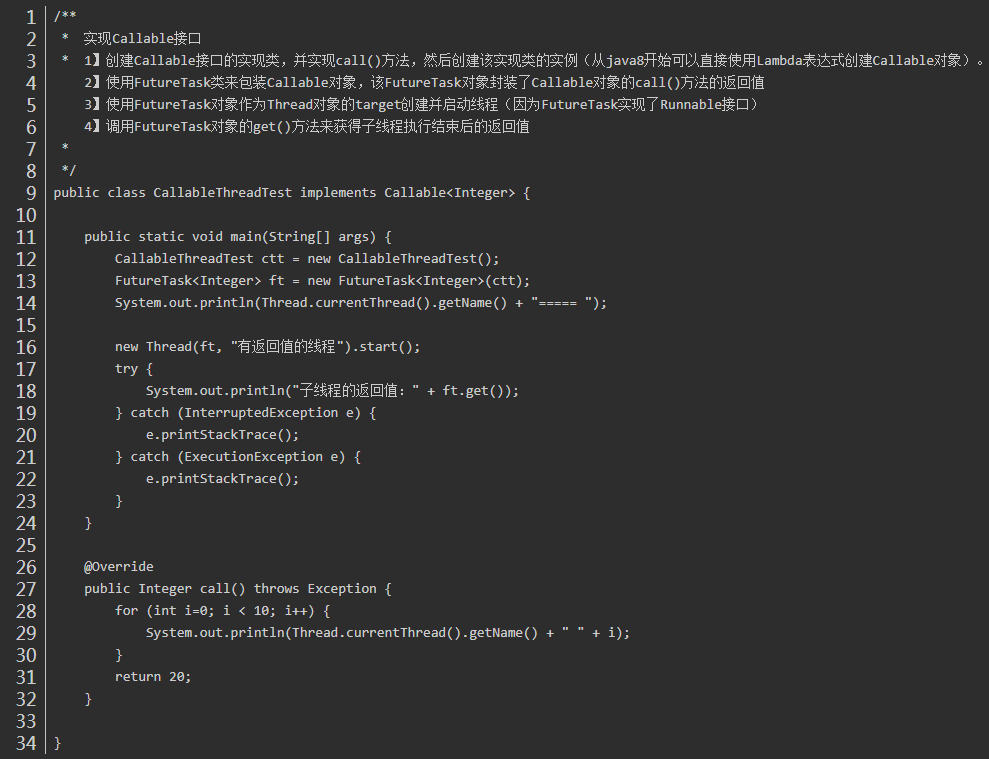 1 /**
2  *  实现Callable接口
3  *  1】创建Callable接口的实现类，并实现call()方法，然后创建该实现类的实例（从java8开始可以直接使用Lambda表达式创建Callable对象）。
4    2】使用FutureTask类来包装Callable对象，该FutureTask对象封装了Callable对象的call()方法的返回值
5    3】使用FutureTask对象作为Thread对象的target创建并启动线程（因为FutureTask实现了Runnable接口）
6    4】调用FutureTask对象的get()方法来获得子线程执行结束后的返回值
7  *
8  */
9 public class CallableThreadTest implements Callable<Integer> {
10
11     public static void main(String[] args) {
12         CallableThreadTest ctt = new CallableThreadTest();
13         FutureTask<Integer> ft = new FutureTask<Integer>(ctt);
14         System.out.println(Thread.currentThread().getName() + "===== ");
15
16         new Thread(ft, "有返回值的线程").start();
17         try {
18             System.out.println("子线程的返回值：" + ft.get());
19         } catch (InterruptedException e) {
20             e.printStackTrace();
21         } catch (ExecutionException e) {
22             e.printStackTrace();
23         }
24     }
25
26     @Override
27     public Integer call() throws Exception {
28         for (int i=0; i < 10; i++) {
29             System.out.println(Thread.currentThread().getName() + " " + i);
30         }
31         return 20;
32     }
33
34 }